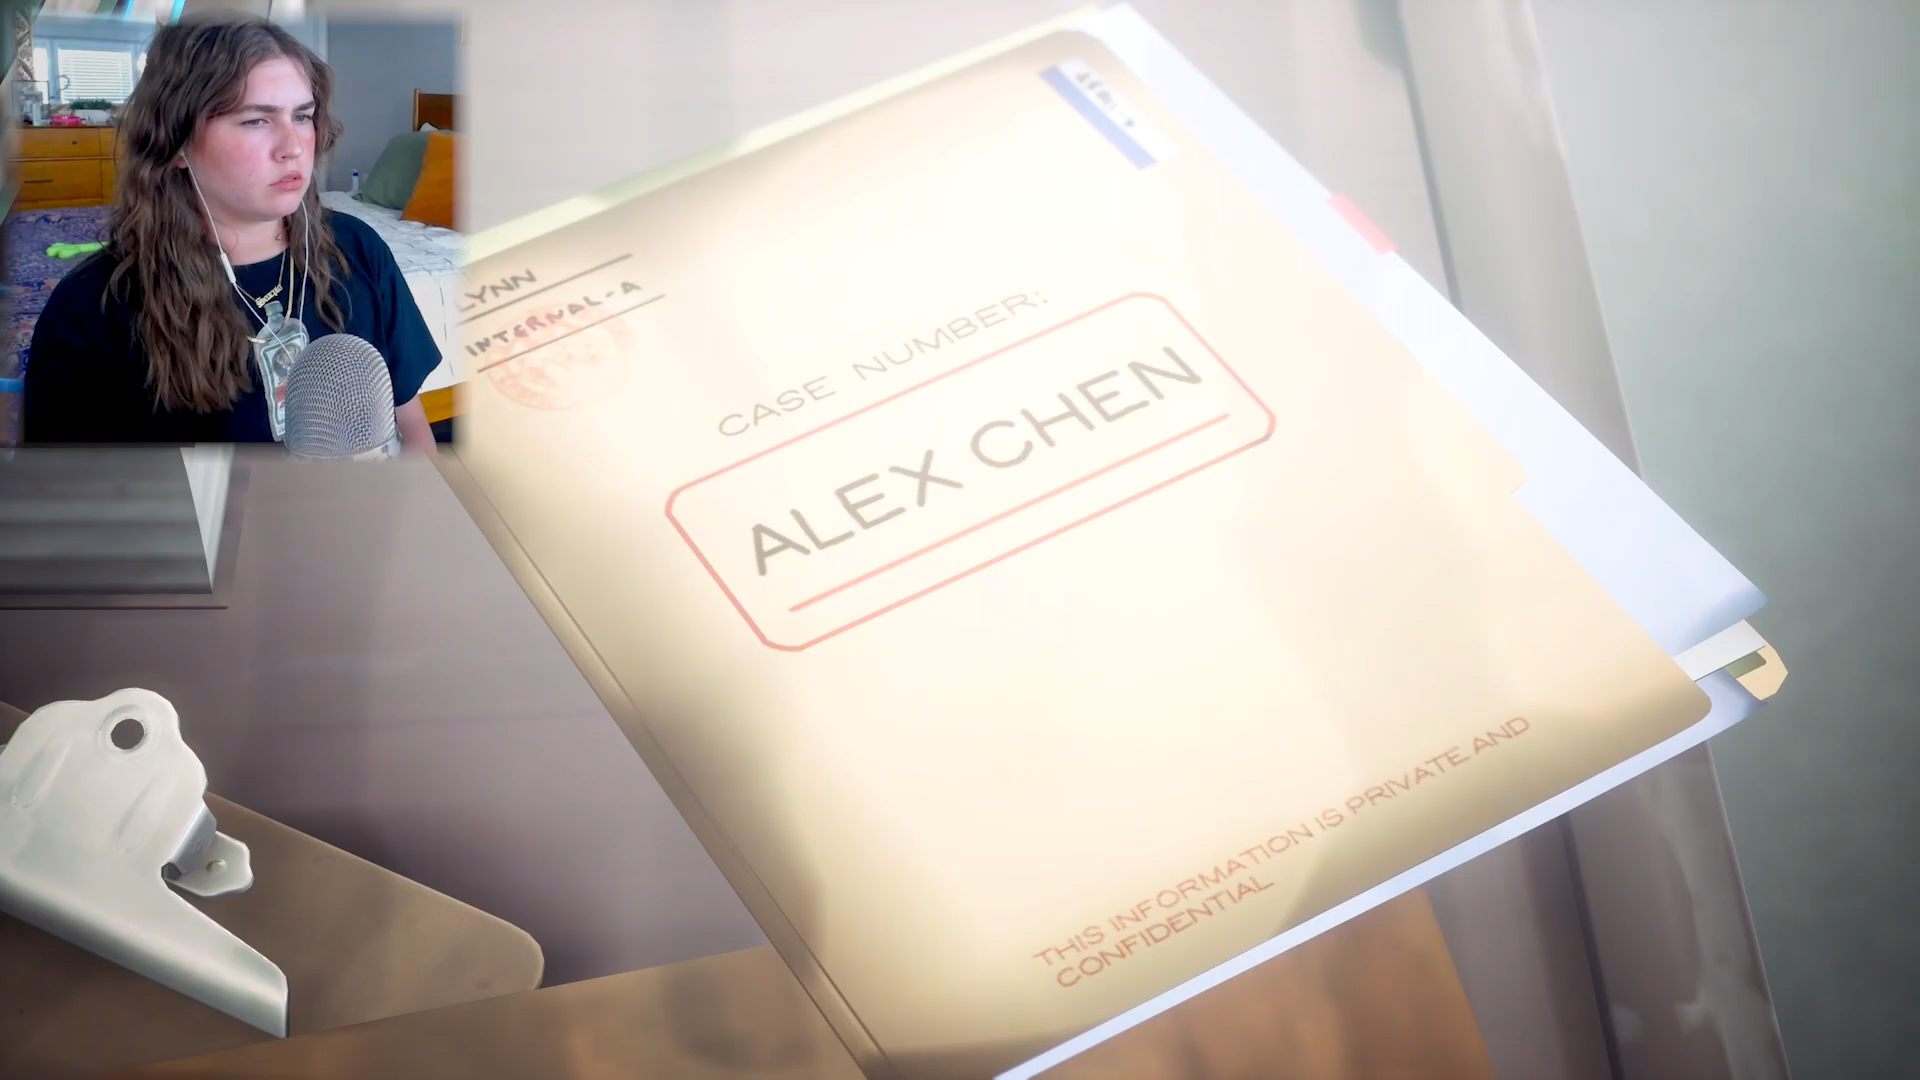 LYNN
INTERNAL-A
CASE NUMBER:
ALEX CHEN
THIS INFORMATION IS PRIVATE AND
CONFIDENTIAL